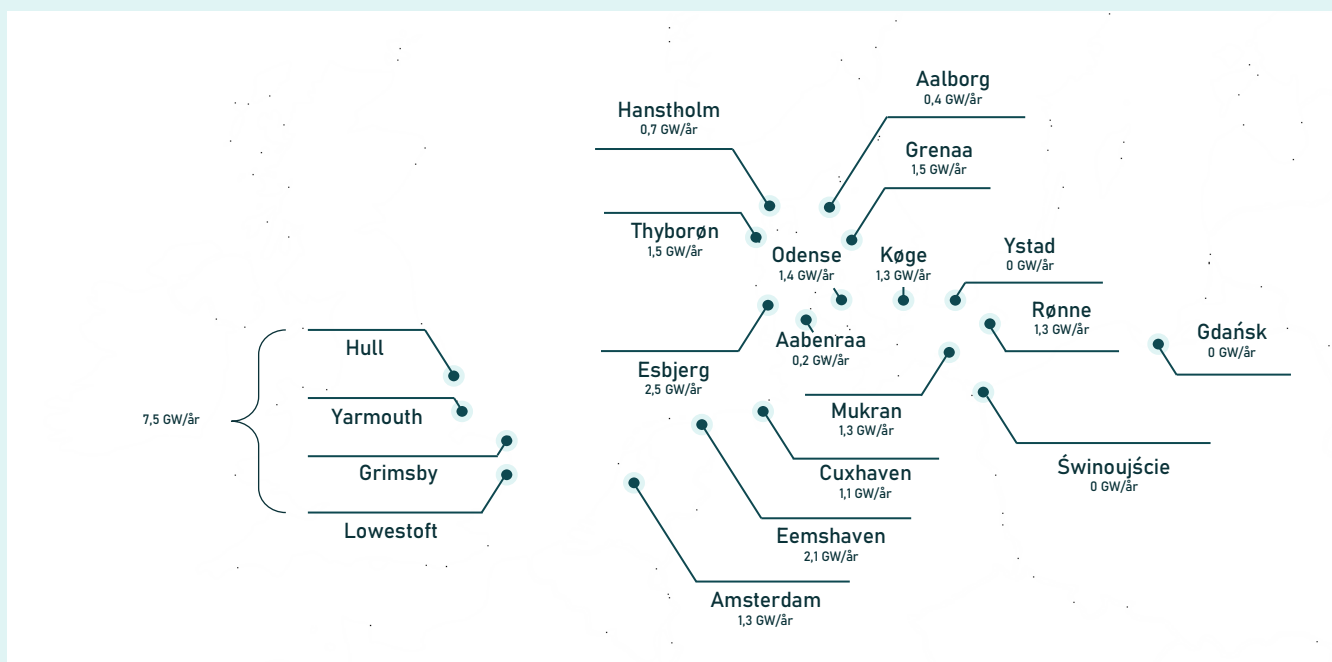 Aalborg
0,4 GW/år
Hanstholm
0,7 GW/år
Grenaa
1,5 GW/år
Thyborøn
1,5 GW/år
Odense
1,4 GW/år
Køge
1,3 GW/år
Ystad
0 GW/år
Rønne
1,3 GW/år
Gdańsk
0 GW/år
Aabenraa
0,2 GW/år
Esbjerg
2,5 GW/år
Hull
Yarmouth
7,5 GW/år
Grimsby
Lowestoft
Mukran
1,3 GW/år
Świnoujście
0 GW/år
Cuxhaven
1,1 GW/år
Eemshaven
2,1 GW/år
Amsterdam
1,3 GW/år